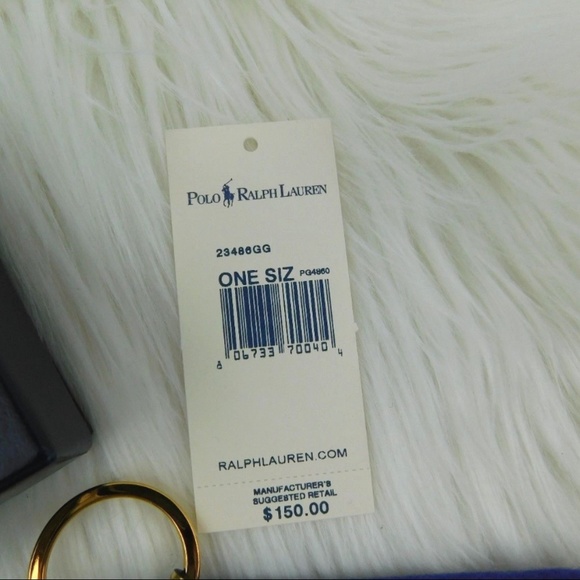 POLO RALPH LAUREN
23486GG
ONE SIZ PG4860
8 06733 70040 4
RALPHLAUREN.COM
MANUFACTURER'S
SUGGESTED RETAIL
$150.00